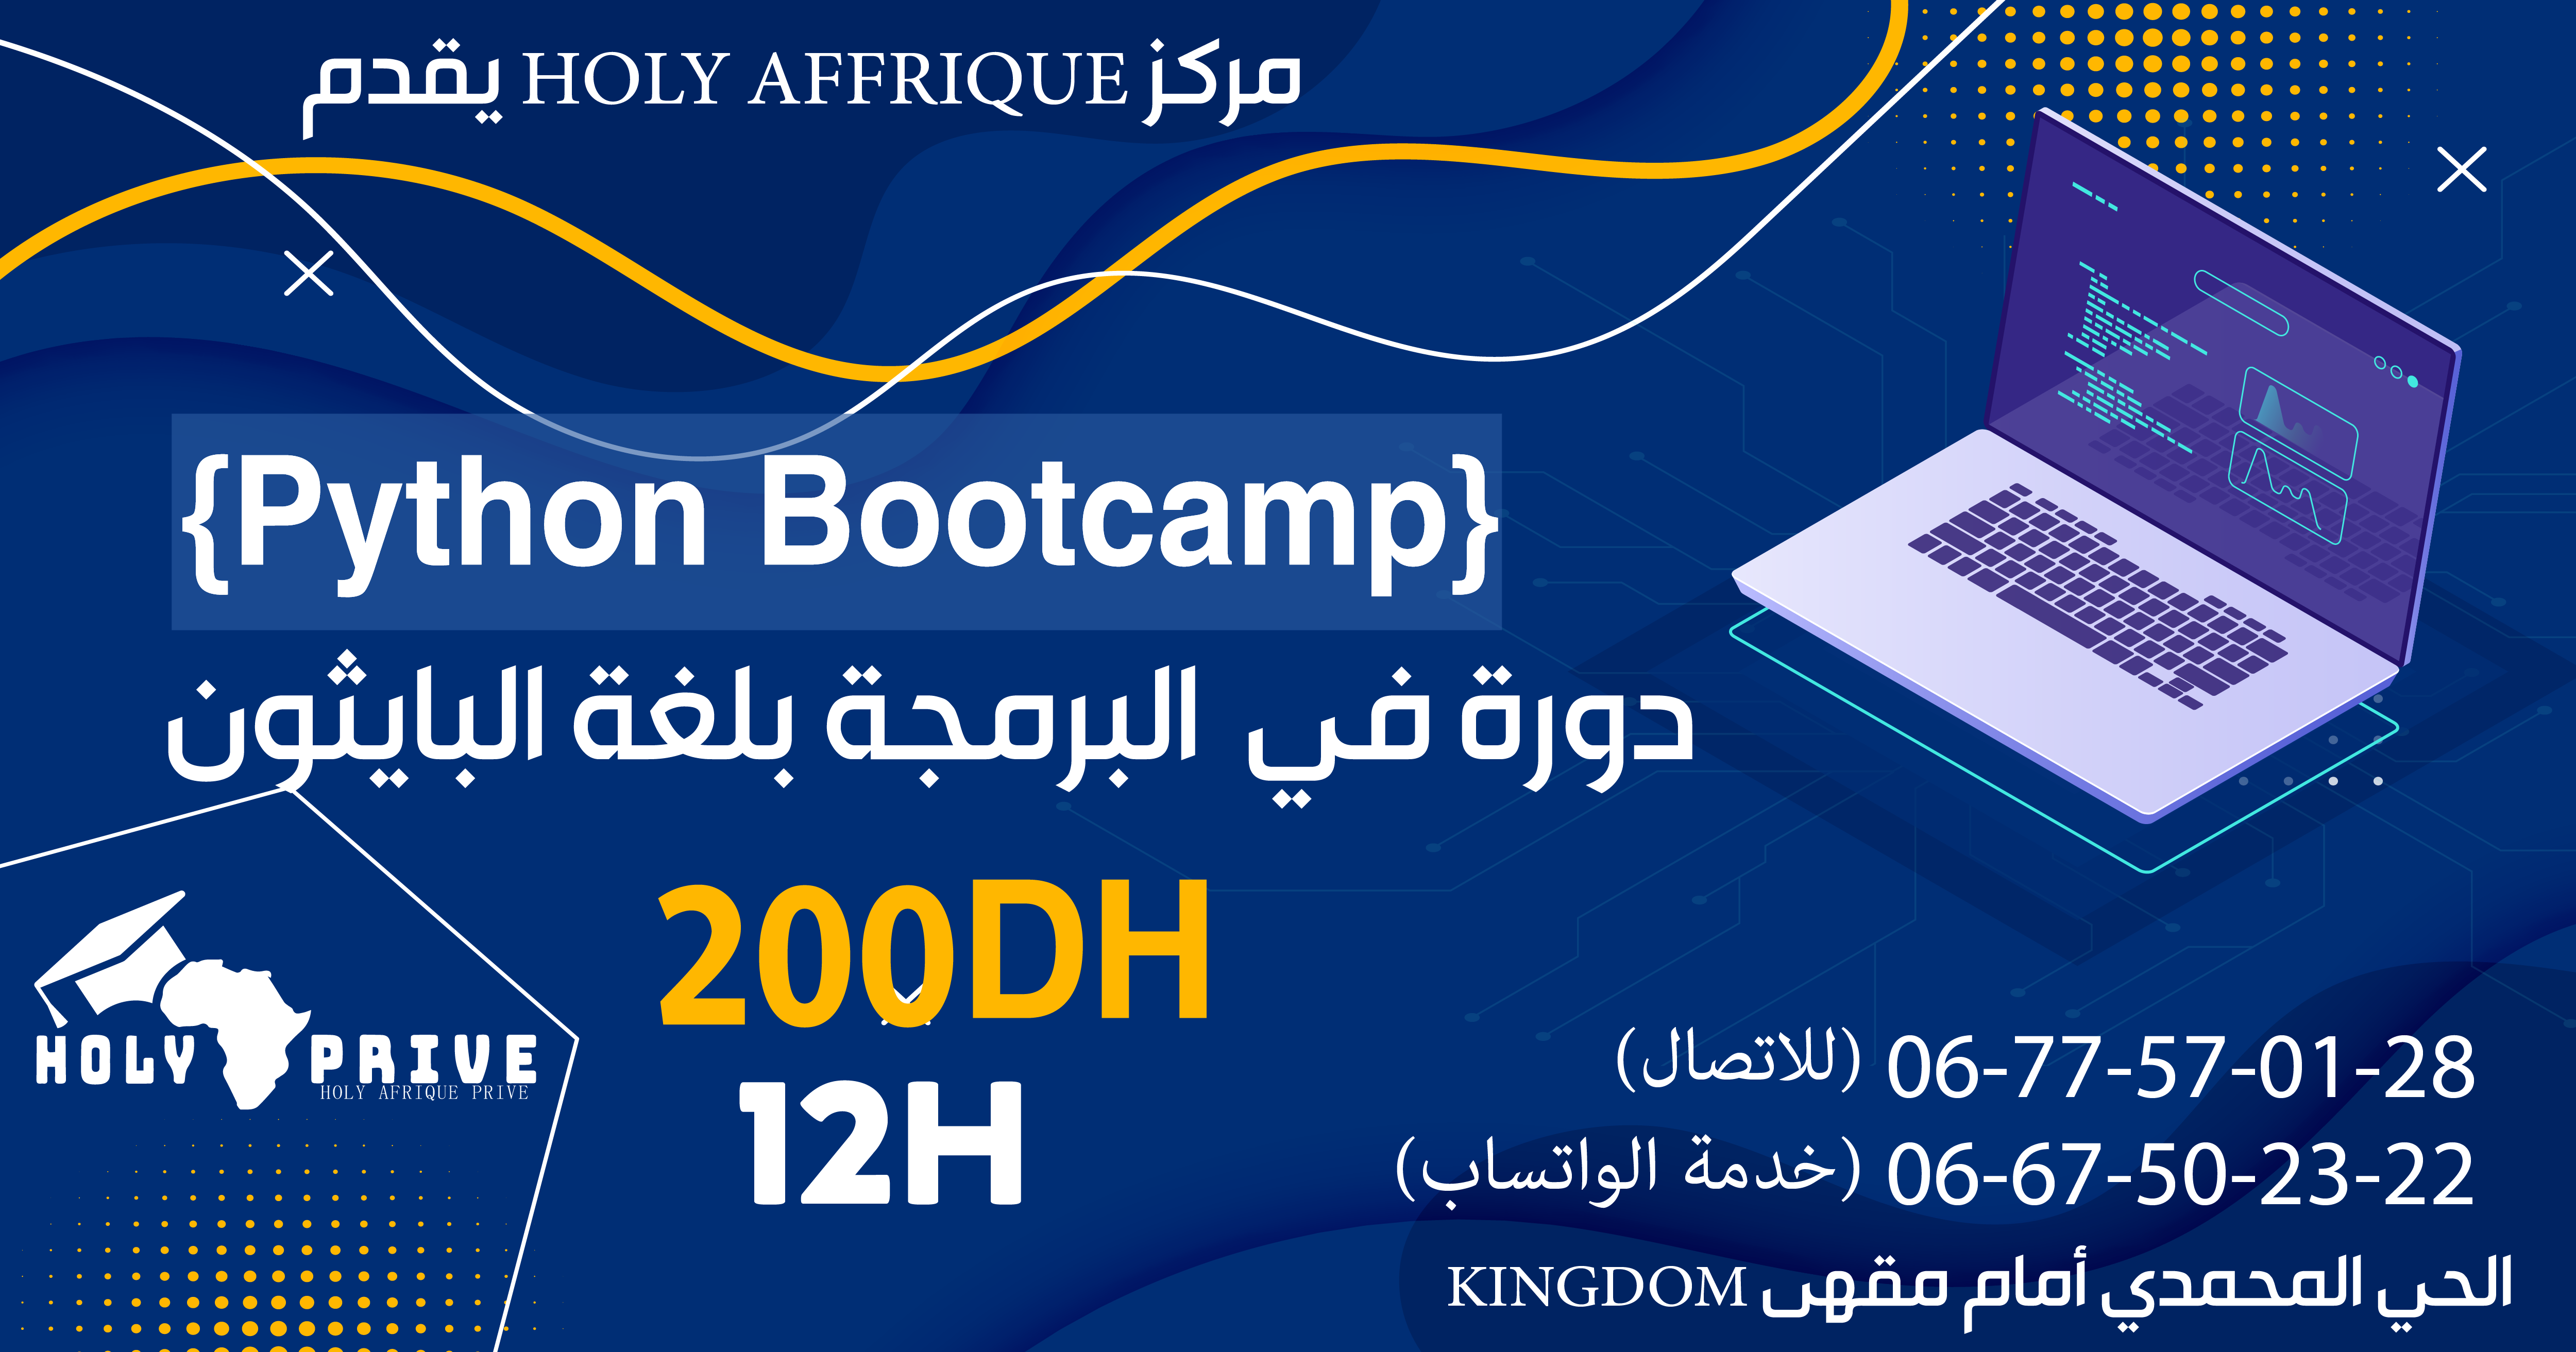 مركز HOLY AFFRIQUE يقدم
{Python Bootcamp}
دورة في البرمجة بلغة البايثون
200DH
12H
HOLY PRIVE
HOLY AFRIQUE PRIVE
06-77-57-01-28 (للاتصال)
06-67-50-23-22 (خدمة الواتساب)
الحي المحمدي أمام مقهى KINGDOM